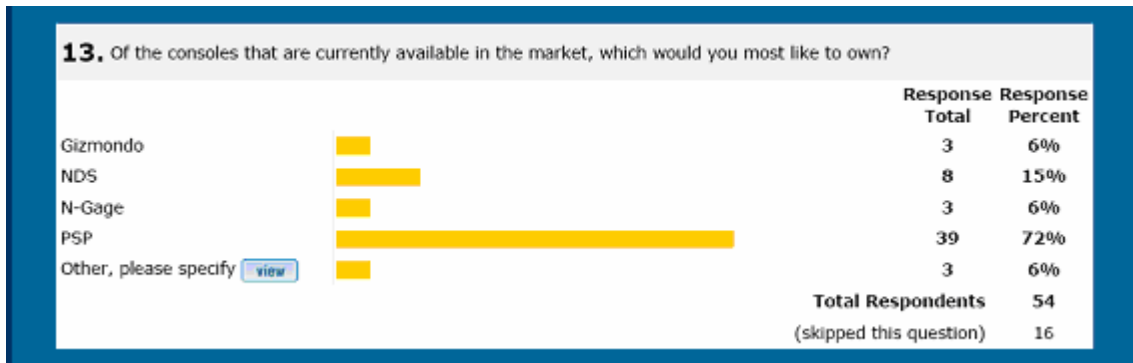 13. Of the consoles that are currently available in the market, which would you most like to own?
Response Response
Total Percent
Gizmondo 3 6%
NDS 8 15%
N-Gage 3 6%
PSP 39 72%
Other, please specify view 3 6%
Total Respondents 54
(skipped this question) 16